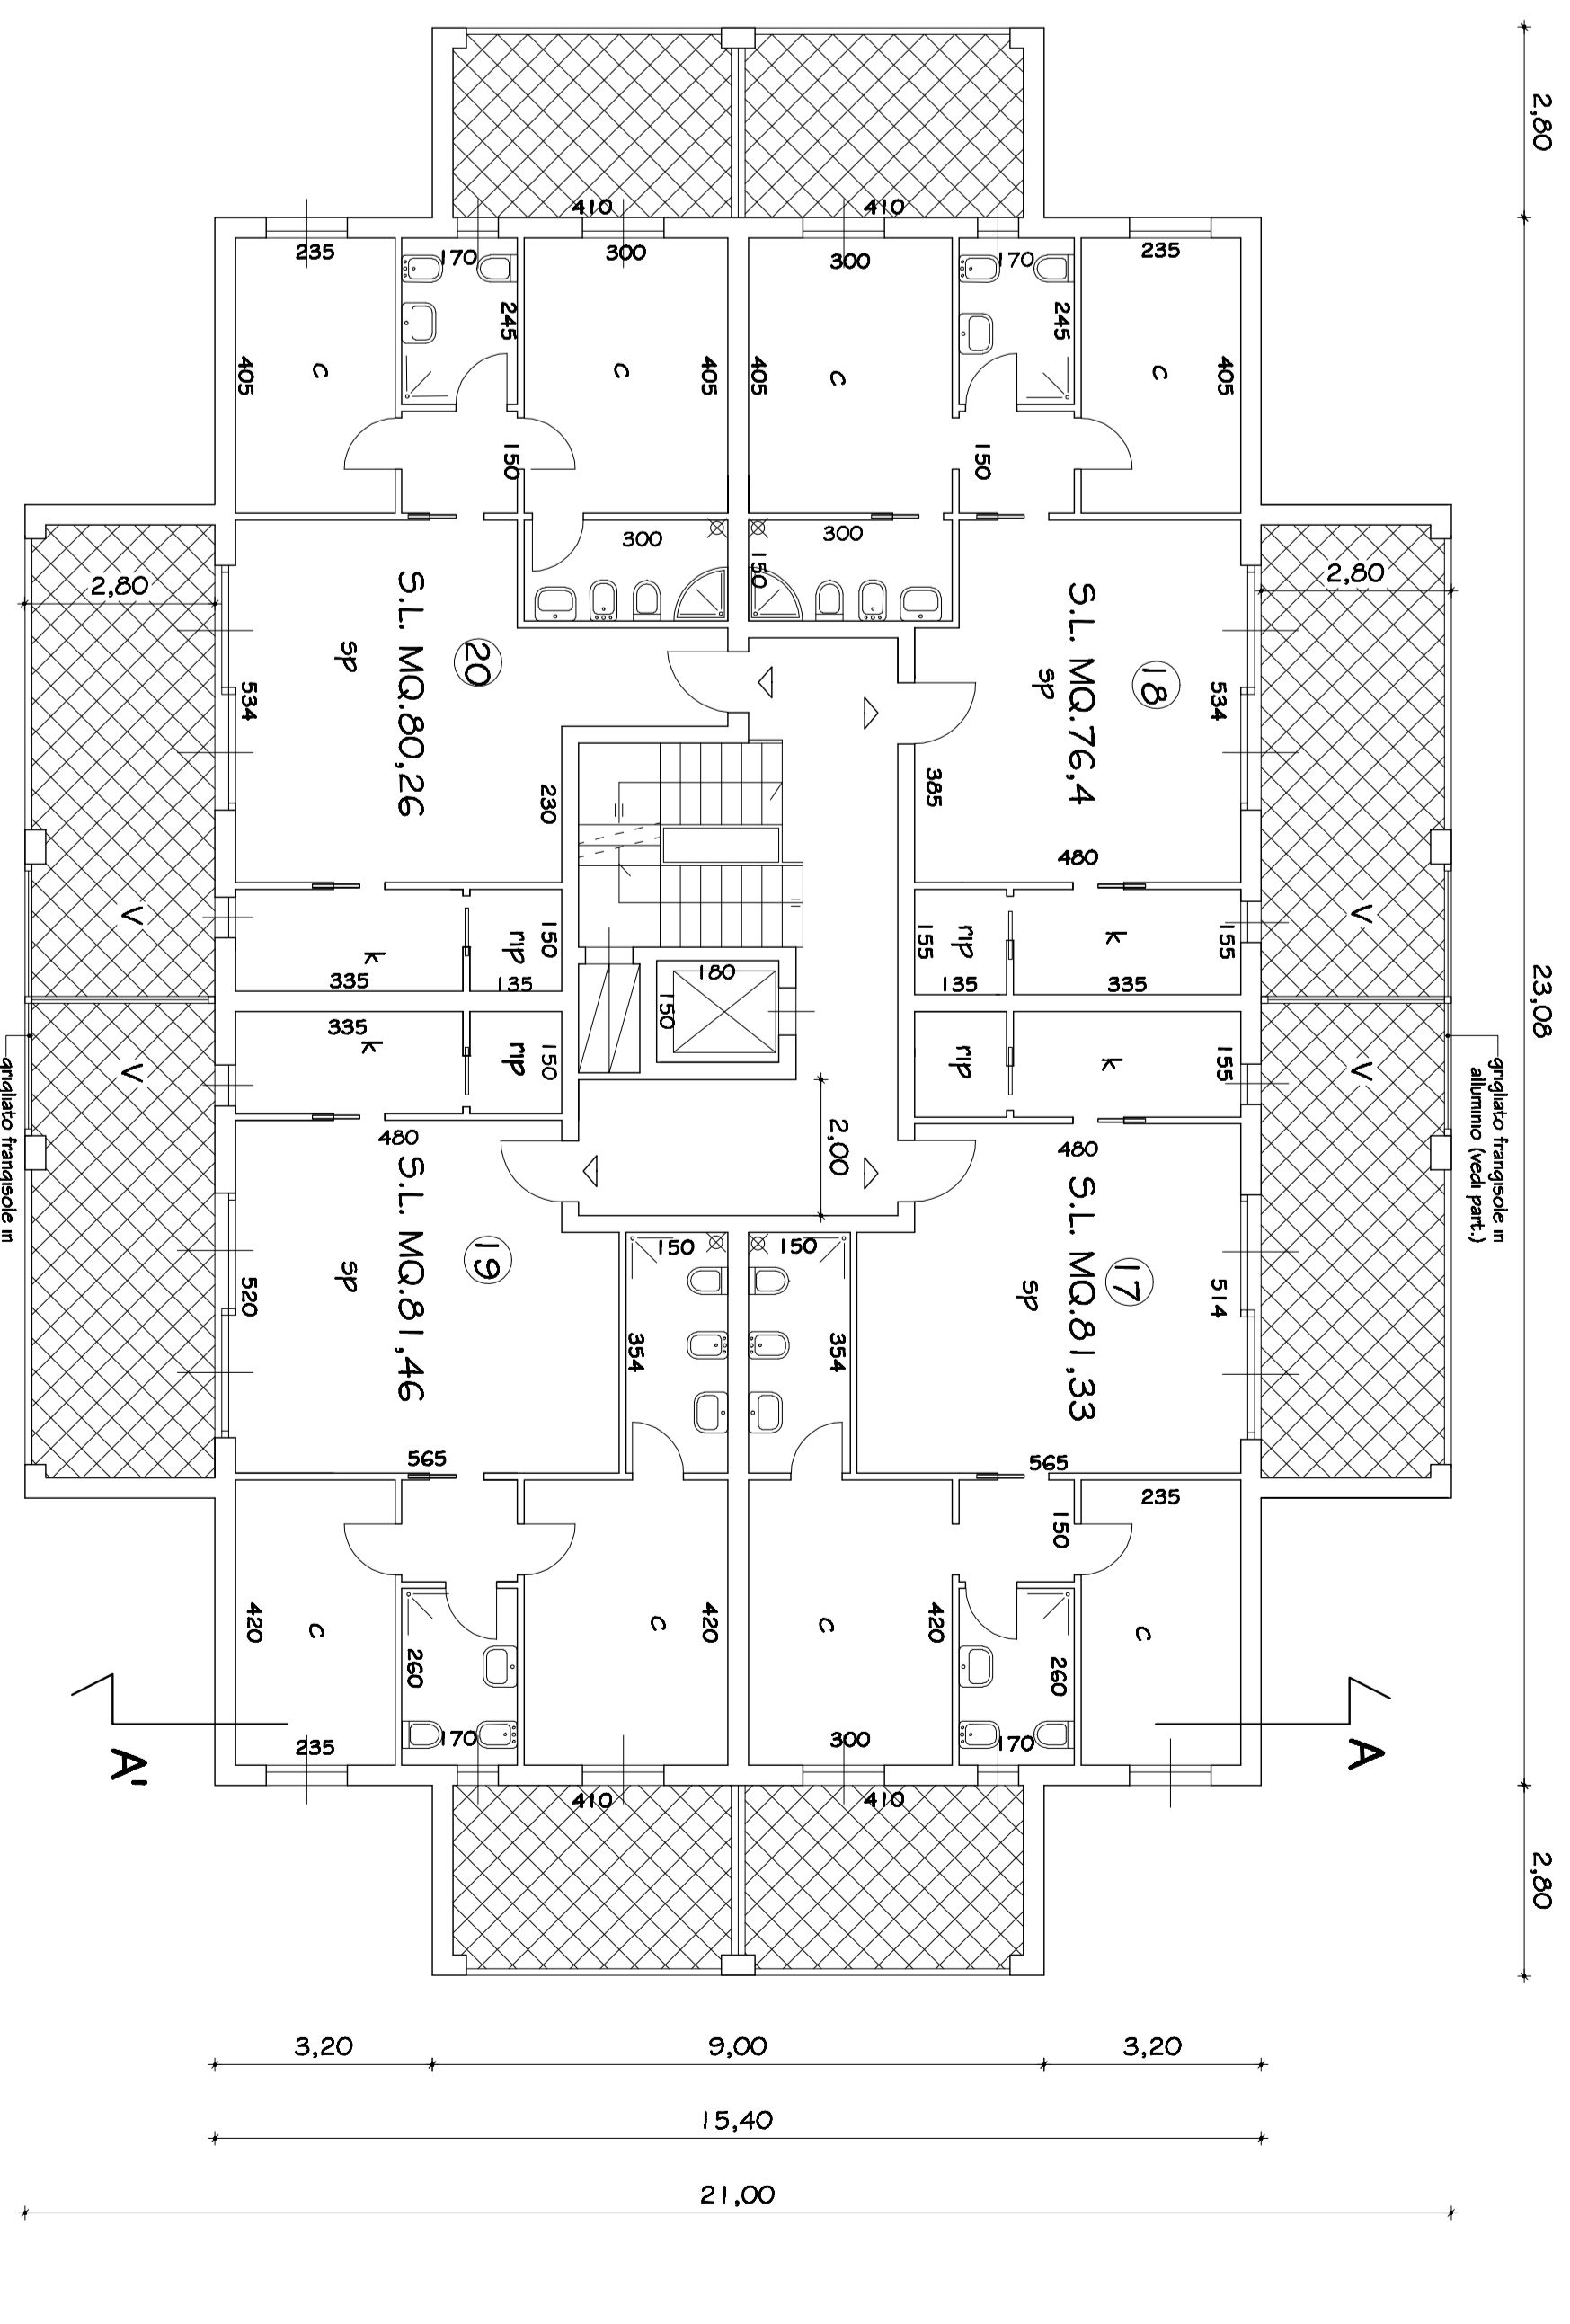 2,80
410
410
235
170
300
300
170
235
245
245
405
c
c
405
405
c
c
405
150
150
300
300
150
2,80
2,80
S.L. MQ.80,26
20
sp
534
230
S.L. MQ.76,4
18
sp
534
385
480
V
k
rip
150
335
135
180
150
155
rip
k
155
135
335
V
23,08
335
k
rip
150
V
rip
k
155
V
grigliato frangisole in
alluminio (vedi part.)
grigliato frangisole in
2,00
480
480
S.L. MQ.81,46
19
sp
520
150
150
354
354
S.L. MQ.81,33
17
sp
514
565
565
235
150
420
c
c
420
c
420
c
260
260
235
170
300
170
A'
A
410
410
2,80
3,20
9,00
3,20
15,40
21,00